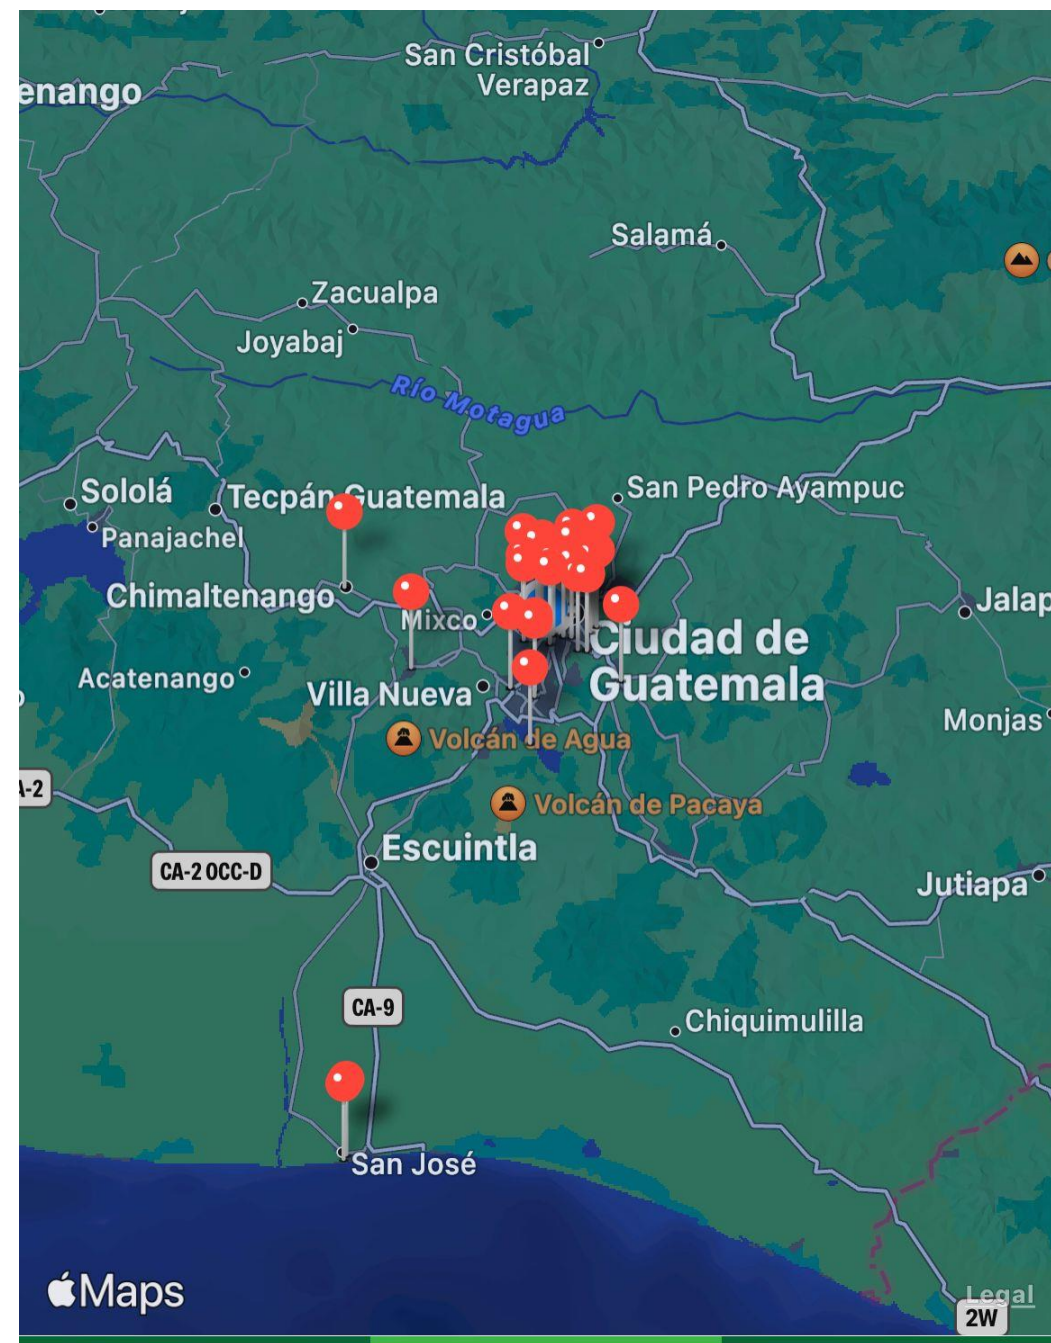 San Cristóbal
Verapaz
enango
Salamá
Zacualpa
Joyabaj
Río Motagua
Sololá
Tecpán Guatemala
San Pedro Ayampuc
Panajachel
Chimaltenango
Jalap
Mixco
Ciudad de
Guatemala
Acatenango
Villa Nueva
Monjas
Volcán de Agua
A-2
Volcán de Pacaya
Escuintla
CA-2 OCC-D
Jutiapa
CA-9
Chiquimulilla
San José
Maps
Legal
2W